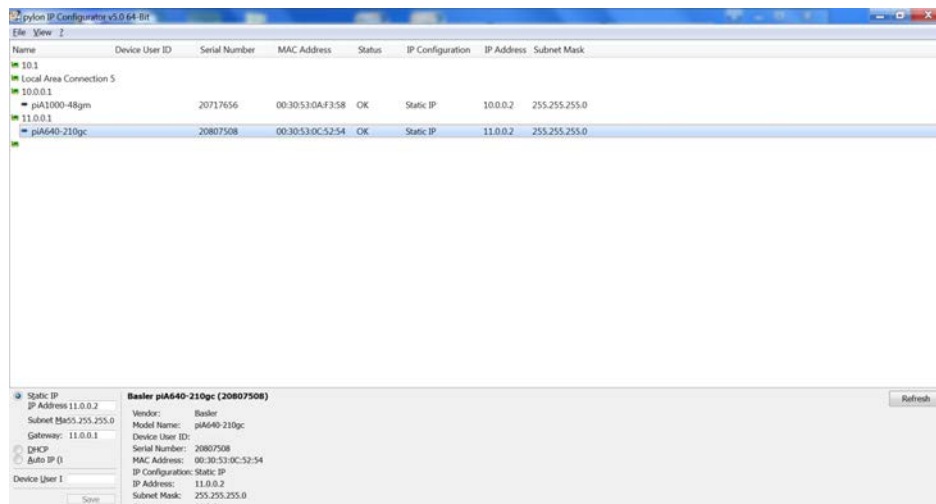 pylon IP Configurator v5.0 64-Bit
File View ?
Name Device User ID Serial Number MAC Address Status IP Configuration IP Address Subnet Mask
10.1
Local Area Connection 5
10.0.0.1
piA1000-48gm 20717656 00:30:53:0A:F3:58 OK Static IP 10.0.0.2 255.255.255.0
11.0.0.1
piA640-210gc 20807508 00:30:53:0C:52:54 OK Static IP 11.0.0.2 255.255.255.0
Static IP
IP Address 11.0.0.2
Subnet Ma55.255.255.0
Gateway: 11.0.0.1
DHCP
Auto IP (I
Device User I
Save
Basler piA640-210gc (20807508)
Vendor: Basler
Model Name: piA640-210gc
Device User ID:
Serial Number: 20807508
MAC Address: 00:30:53:0C:52:54
IP Configuration: Static IP
IP Address: 11.0.0.2
Subnet Mask: 255.255.255.0
Refresh